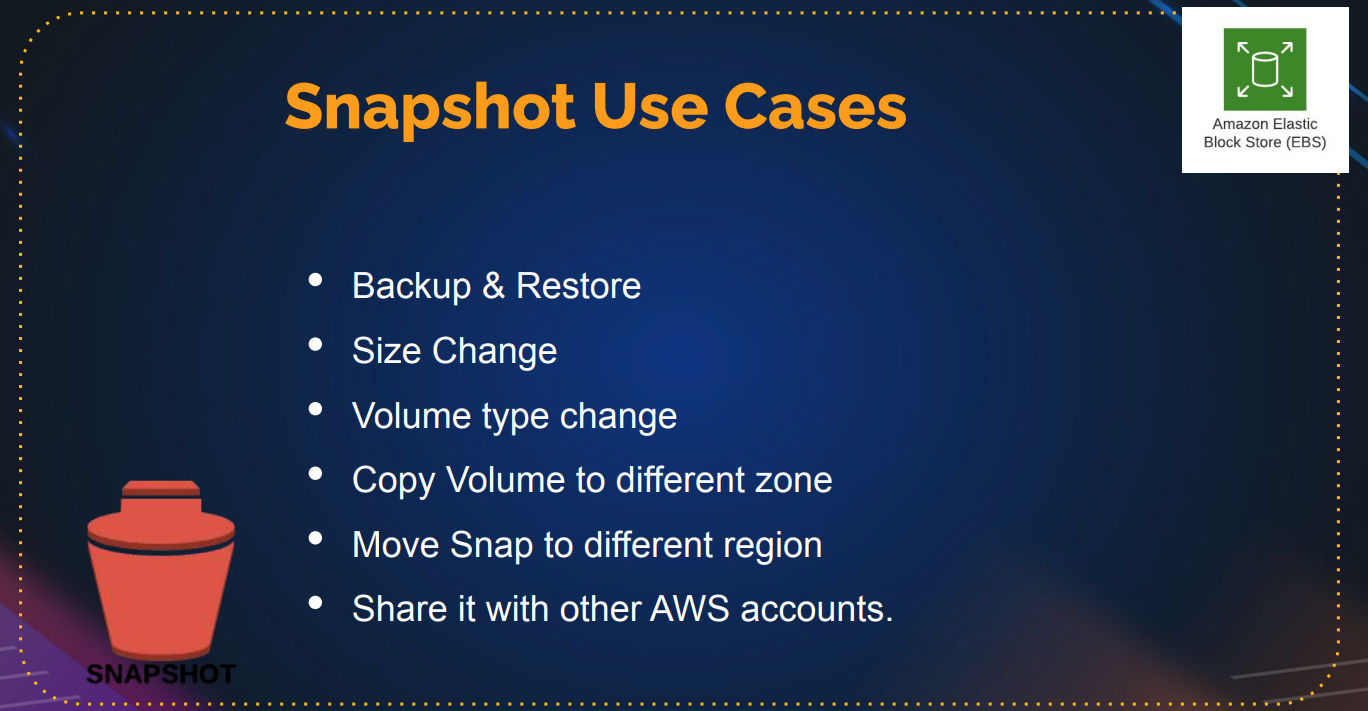 Snapshot Use Cases
Amazon Elastic
Block Store (EBS)
• Backup & Restore
• Size Change
• Volume type change
• Copy Volume to different zone
• Move Snap to different region
• Share it with other AWS accounts.
SNAPSHOT